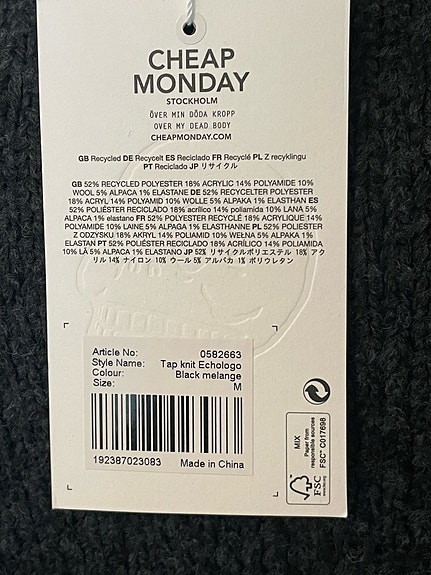 CHEAP
MONDAY
STOCKHOLM
ÖVER MIN DÖDA KROPP
OVER MY DEAD BODY
CHEAPMONDAY.COM
GB Recycled DE Recycelt ES Reciclado FR Recyclé PL Z recyklingu
PT Reciclado JP リサイクル
GB 52% RECYCLED POLYESTER 18% ACRYLIC 14% POLYAMIDE 10%
WOOL 5% ALPACA 1% ELASTANE DE 52% RECYCELTER POLYESTER
18% ACRYL 14% POLYAMID 10% WOLLE 5% ALPAKA 1% ELASTHAN ES
52% POLIÉSTER RECICLADO 18% acrílico 14% poliamida 10% LANA 5%
ALPACA 1% elastano FR 52% POLYESTER RECYCLÉ 18% ACRYLIQUE 14%
POLYAMIDE 10% LAINE 5% ALPAGA 1% ELASTHANNE PL 52% POLIESTER
Z ODZYSKU 18% AKRYL 14% POLIAMID 10% WEŁNA 5% ALPAKA 1%
ELASTAN PT 52% POLIÉSTER RECICLADO 18% ACRÍLICO 14% POLIAMIDA
10% LÃ 5% ALPACA 1% ELASTANO JP 52% リサイクルポリエステル 18% アク
リル 14% ナイロン 10% ウール 5% アルパカ 1% ポリウレタン
Article No: 0582663
Style Name: Tap knit Echologo
Colour: Black melange
Size: M
192387023083 Made in China
MIX
Paper from
responsible sources
FSC™ C017698
FSC
www.fsc.org